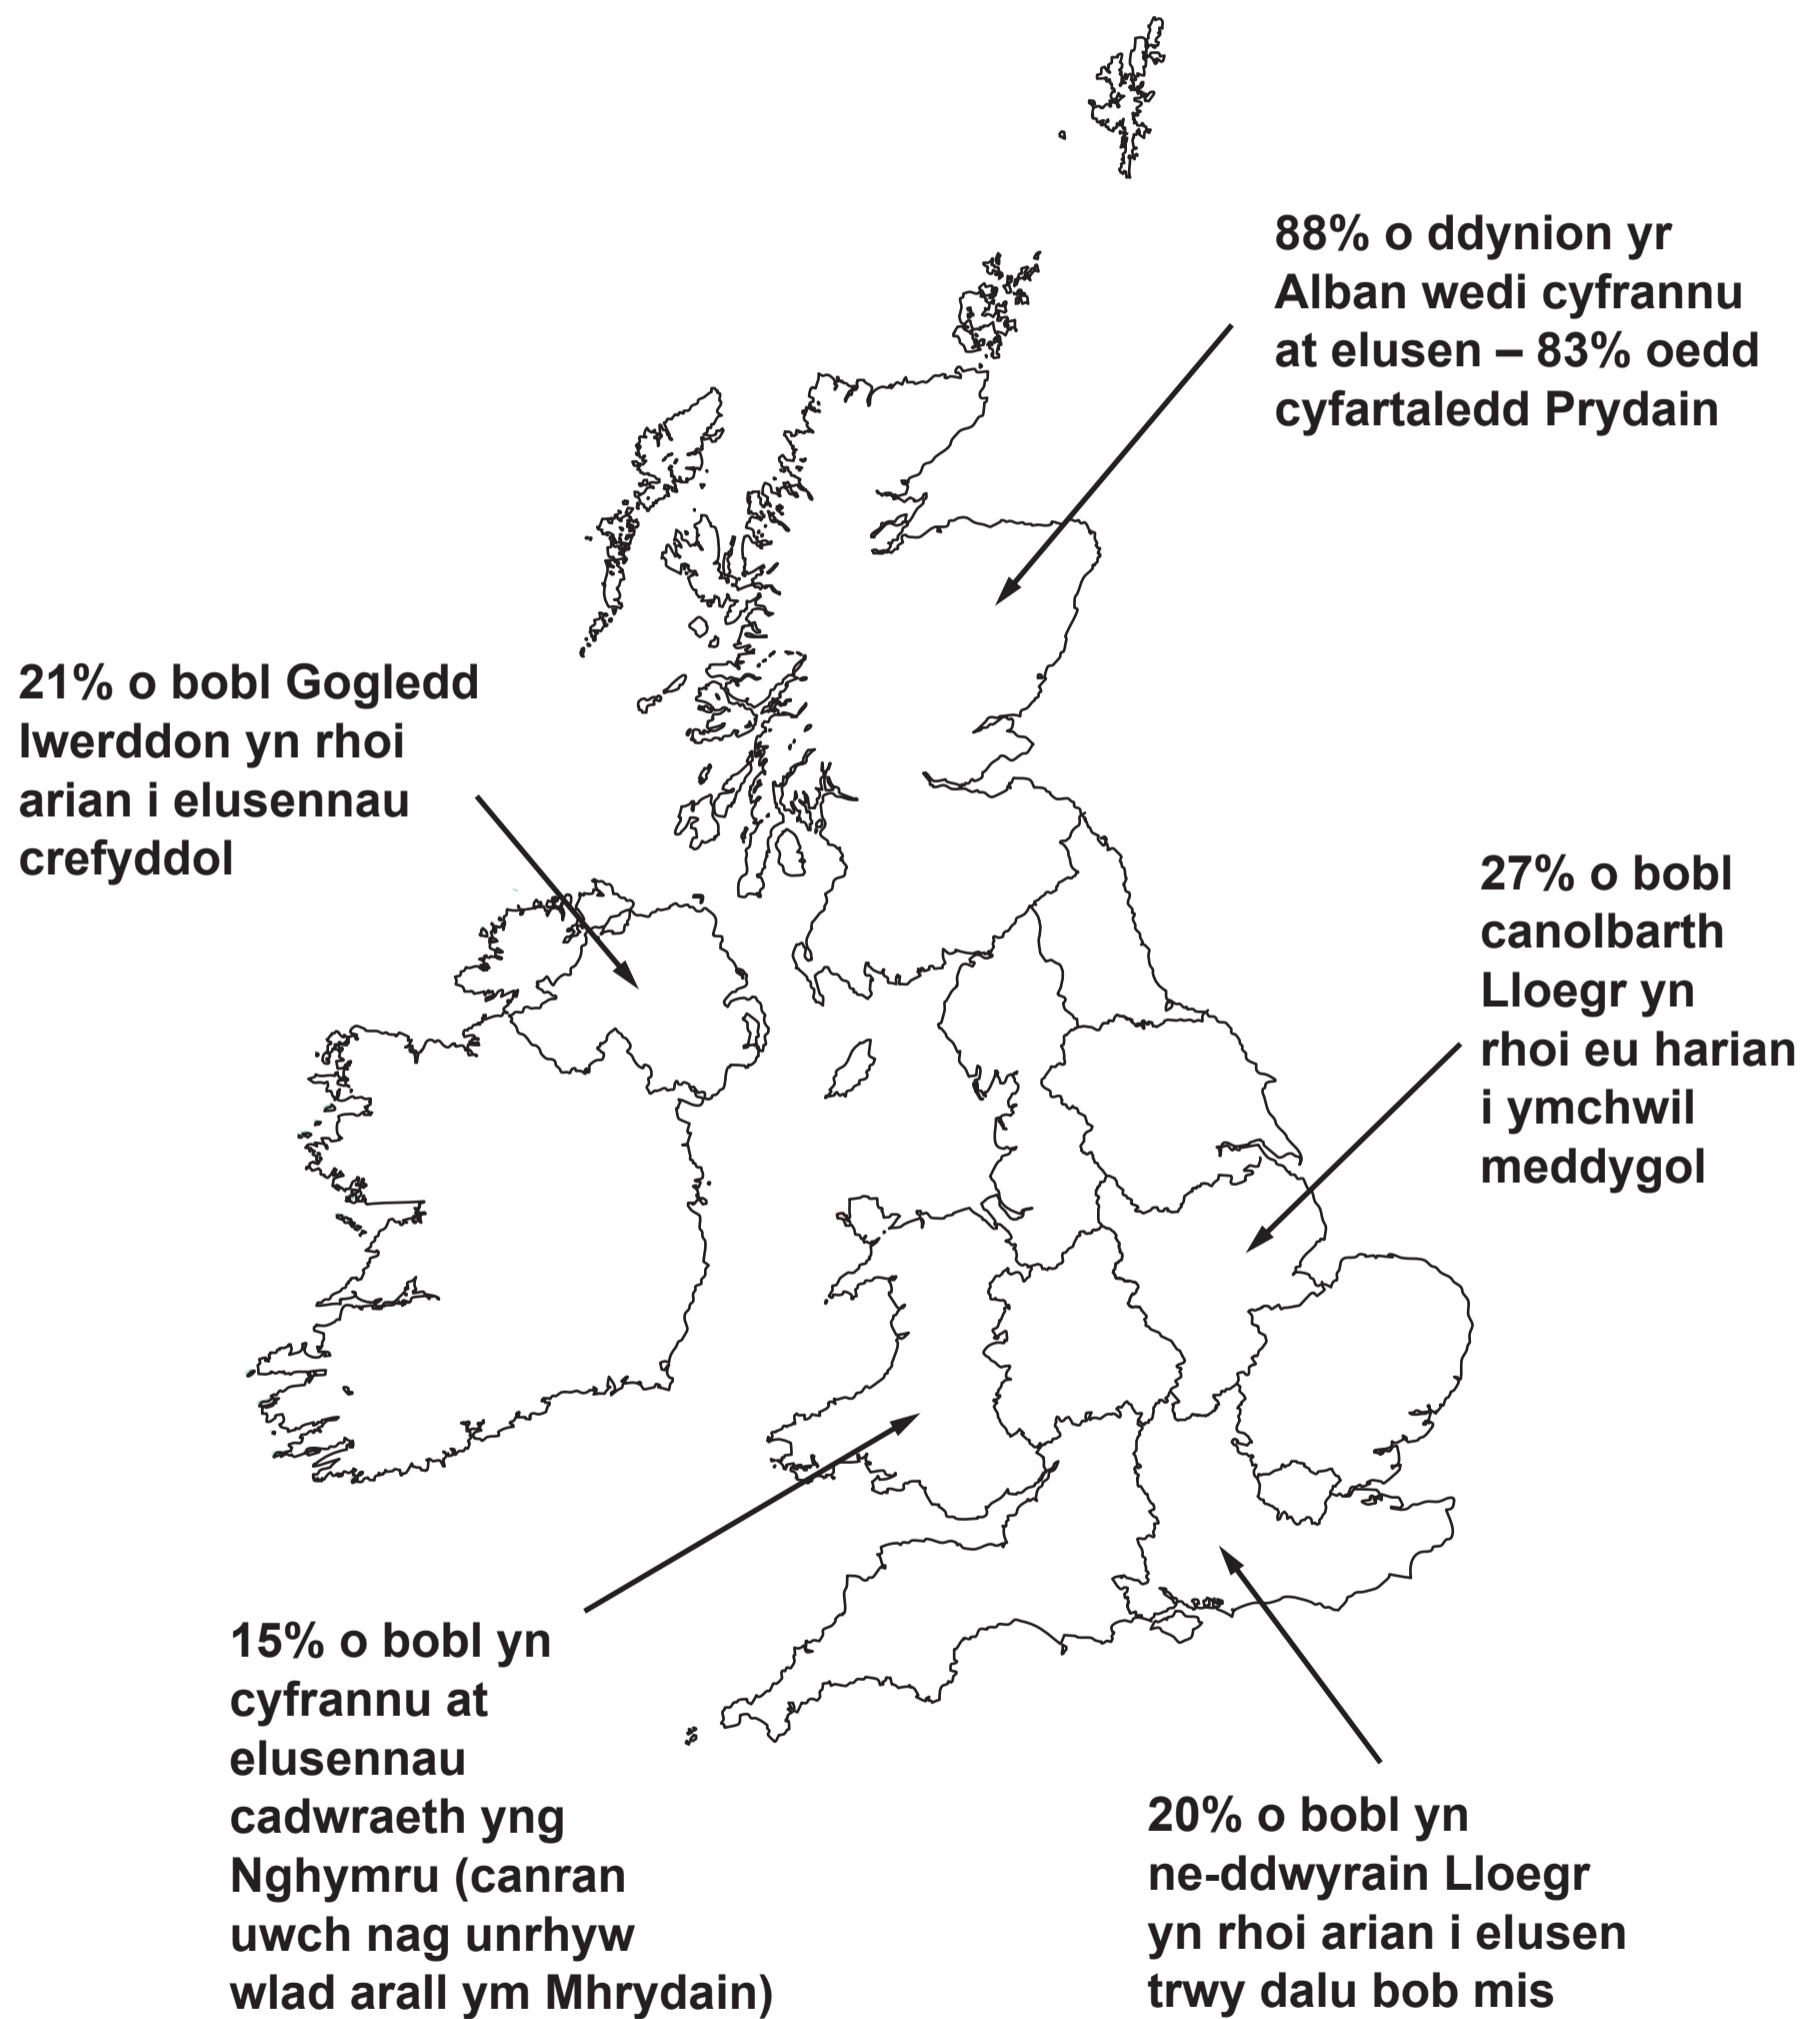 88% o ddynion yr
Alban wedi cyfrannu
at elusen – 83% oedd
cyfartaledd Prydain
21% o bobl Gogledd
Iwerddon yn rhoi
arian i elusennau
crefyddol
27% o bobl
canolbarth
Lloegr yn
rhoi eu harian
i ymchwil
meddygol
15% o bobl yn
cyfrannu at
elusennau
cadwraeth yng
Nghymru (canran
uwch nag unrhyw
wlad arall ym Mhrydain)
20% o bobl yn
ne-ddwyrain Lloegr
yn rhoi arian i elusen
trwy dalu bob mis